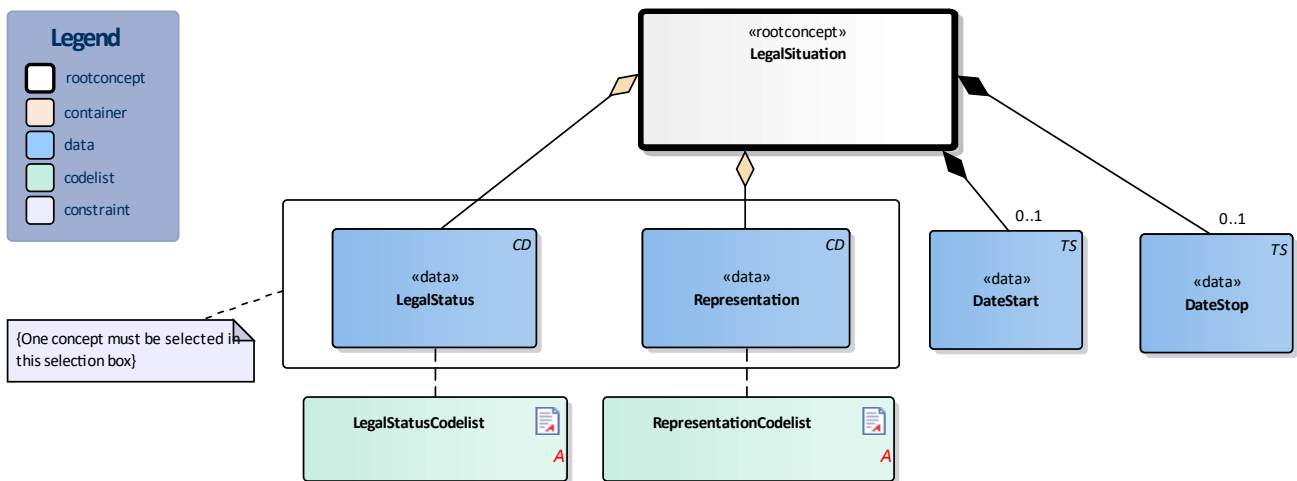 Legend
rootconcept
container
data
codelist
constraint
«rootconcept»
LegalSituation
0..1
0..1
CD
«data»
LegalStatus
CD
«data»
Representation
TS
«data»
DateStart
TS
«data»
DateStop
{One concept must be selected in
this selection box}
LegalStatusCodelist
A
RepresentationCodelist
A